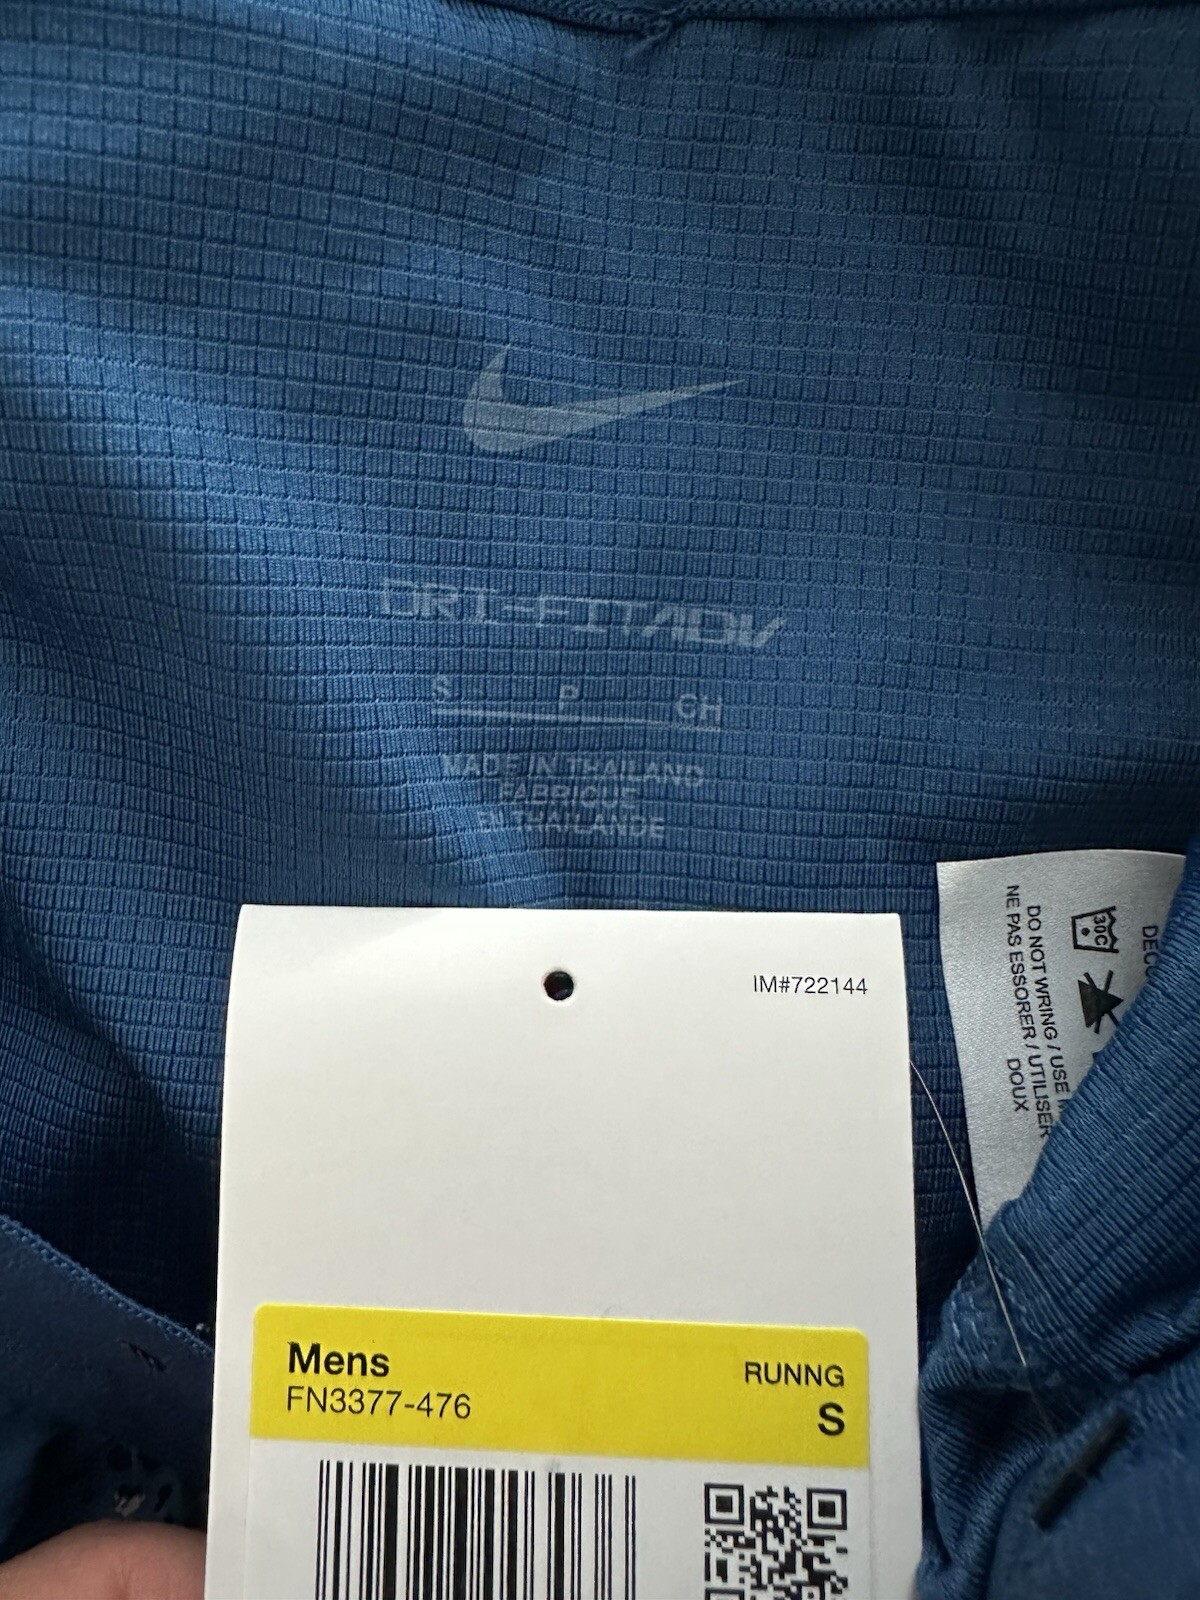 DRI-FIT ADV
S P CH
MADE IN THAILAND
FABRIQUE
EN THAILANDE
IM#722144
Mens
FN3377-476
RUNNG
S
30C
DO NOT WRING / USE
NE PAS ESSORER / UTILISER
DOUX